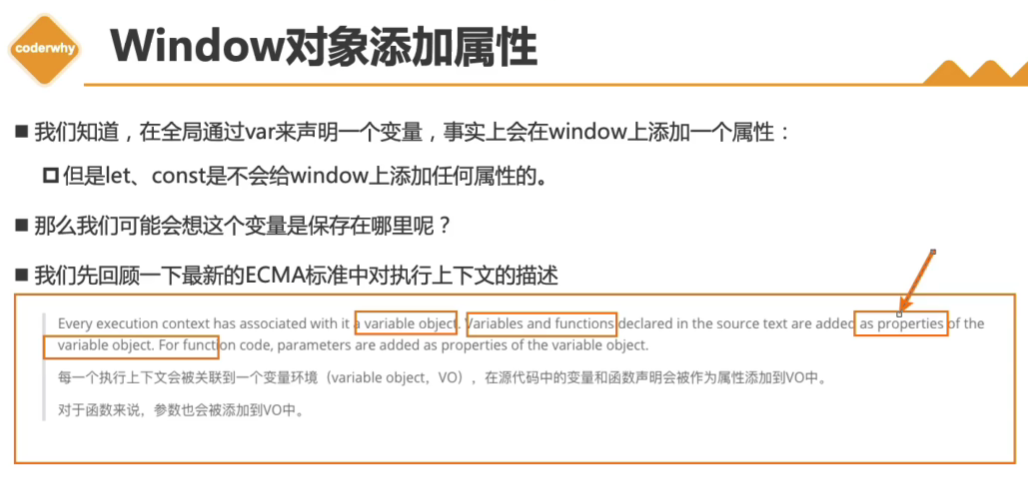 coderwhy
Window对象添加属性
我们知道，在全局通过var来声明一个变量，事实上会在window上添加一个属性：
但是let、const是不会给window上添加任何属性的。
那么我们可能会想这个变量是保存在哪里呢？
我们先回顾一下最新的ECMA标准中对执行上下文的描述
Every execution context has associated with it a variable object. Variables and functions declared in the source text are added as properties of the
variable object. For function code, parameters are added as properties of the variable object.
每一个执行上下文会被关联到一个变量环境（variable object，VO），在源代码中的变量和函数声明会被作为属性添加到VO中。
对于函数来说，参数也会被添加到VO中。